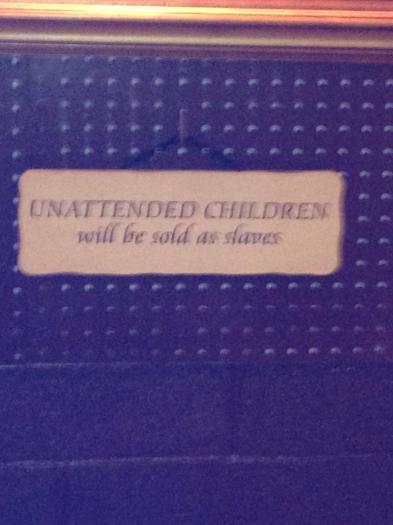 UNATTENDED CHILDREN
will be sold as slaves